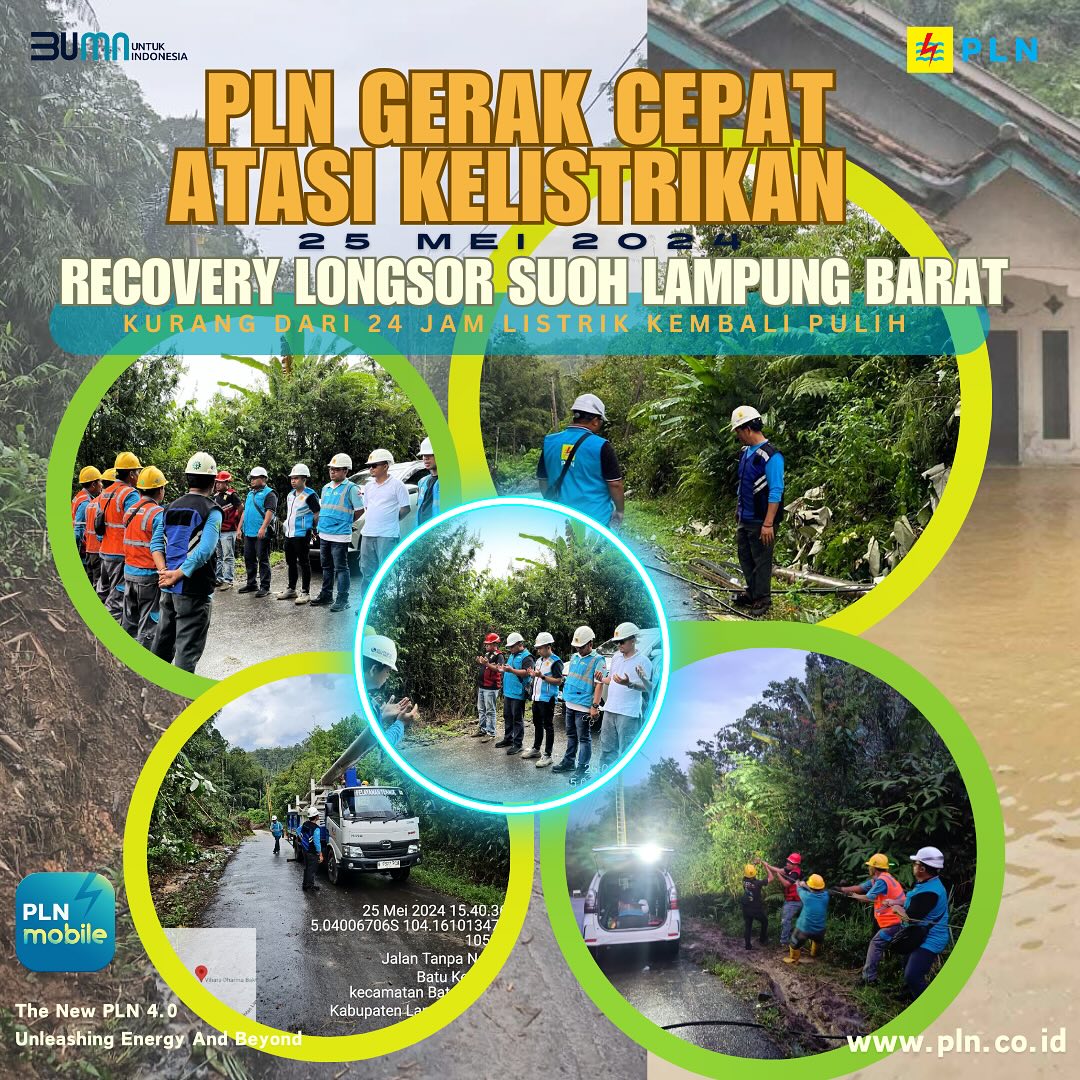 BUMN UNTUK
INDONESIA
PLN
PLN GERAK CEPAT
ATASI KELISTRIKAN
25 MEI 2024
RECOVERY LONGSOR SUOH LAMPUNG BARAT
KURANG DARI 24 JAM LISTRIK KEMBALI PULIH
25 Mei 2024 15.40.3
5.04006706S 104.1610134
105
Jalan Tanpa N
Batu Ke
kecamatan Bat
Kabupaten La
PLN
mobile
The New PLN 4.0
Unleashing Energy And Beyond
www.pln.co.id